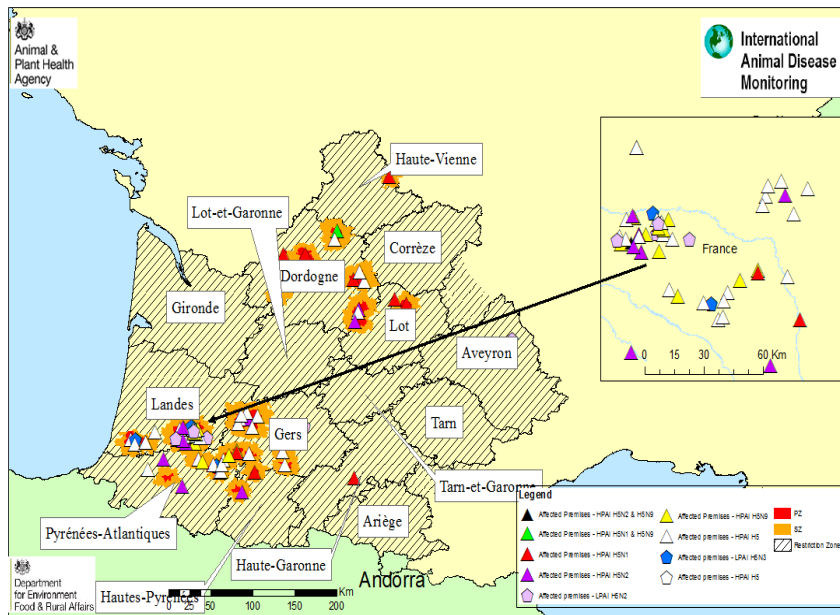 Animal &
Plant Health
Agency
International
Animal Disease
Monitoring
Haute-Vienne
Lot-et-Garonne
Corrèze
Dordogne
Gironde
France
Lot
Aveyron
0 15 30 60 Km
Landes
Gers
Tarn
Tarn-et-Garonne
Pyrénées-Atlantiques
Ariège
Haute-Garonne
Hautes-Pyrénées
Andorra
0 25 50 100 150 200
Km
Legend
Affected Premises - HPAI H5N2 & H5N9
Affected Premises - HPAI H5N1 & H5N9
Affected Premises - HPAI H5N1
Affected Premises - HPAI H5N2
Affected Premises - LPAI H5N2
Affected Premises - HPAI H5N9
Affected Premises - HPAI H5
Affected premises - LPAI H5N3
Affected premises - HPAI H5
PZ
SZ
Restriction Zone
Department
for Environment
Food & Rural Affairs